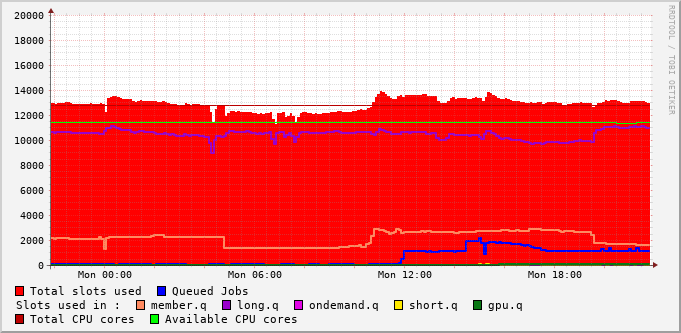 20000
18000
16000
14000
12000
10000
8000
6000
4000
2000
0
Mon 00:00 Mon 06:00 Mon 12:00 Mon 18:00
Total slots used Queued Jobs
Slots used in : member.q long.q ondemand.q short.q gpu.q
Total CPU cores Available CPU cores
RRDTOOL / TOBI OETIKER